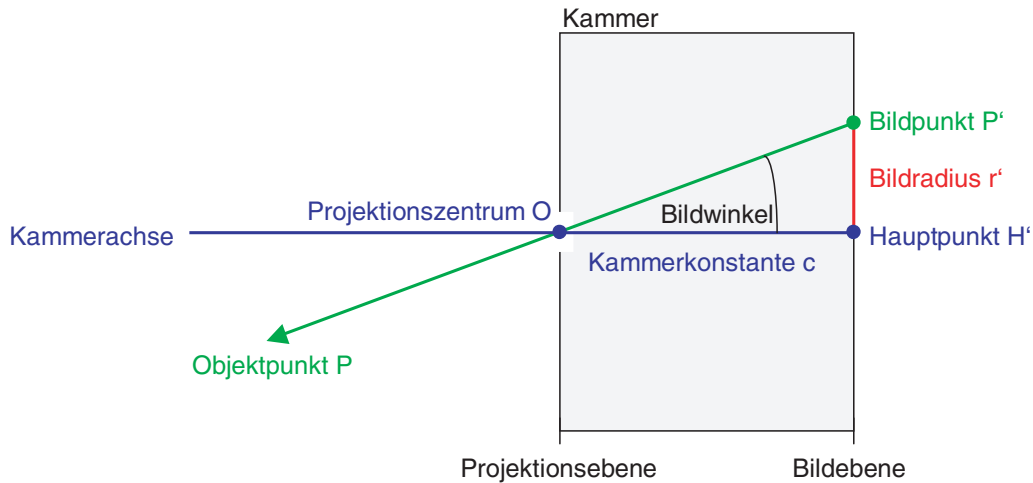 Kammer
Bildpunkt P‘
Bildradius r‘
Projektionszentrum O
Bildwinkel
Kammerachse
Hauptpunkt H‘
Kammerkonstante c
Objektpunkt P
Projektionsebene
Bildebene